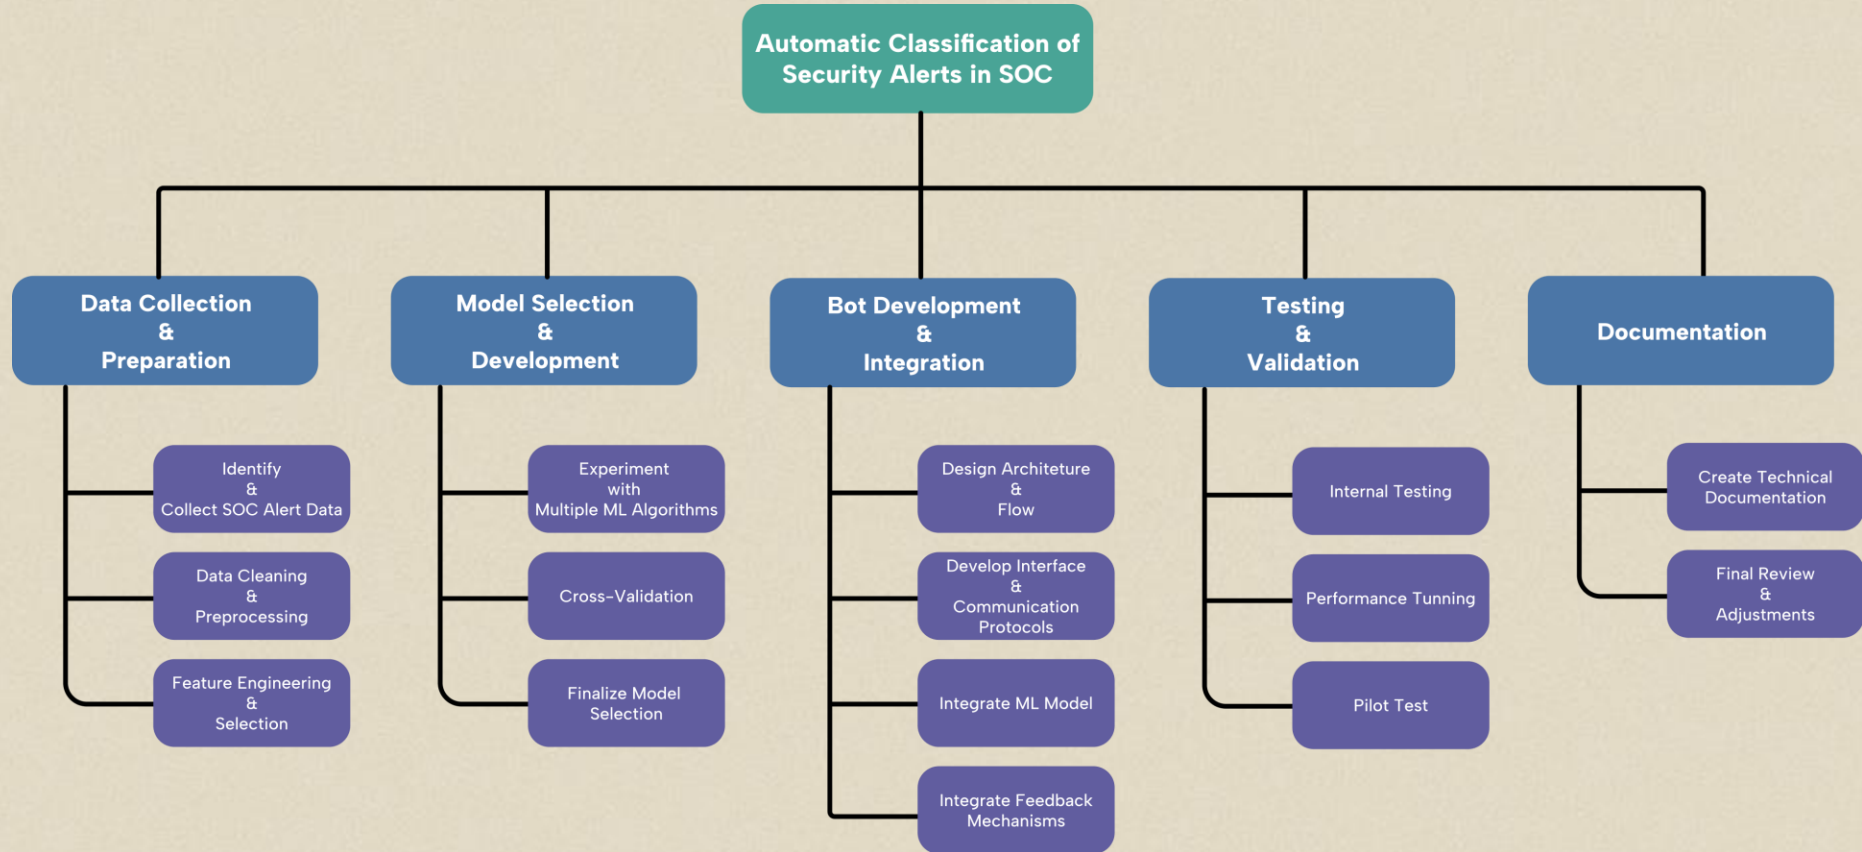 Automatic Classification of
Security Alerts in SOC
Data Collection
&
Preparation
Model Selection
&
Development
Bot Development
&
Integration
Testing
&
Validation
Documentation
Identify
&
Collect SOC Alert Data
Data Cleaning
&
Preprocessing
Feature Engineering
&
Selection
Experiment
with
Multiple ML Algorithms
Cross-Validation
Finalize Model
Selection
Design Architeture
&
Flow
Develop Interface
&
Communication
Protocols
Integrate ML Model
Integrate Feedback
Mechanisms
Internal Testing
Performance Tunning
Pilot Test
Create Technical
Documentation
Final Review
&
Adjustments